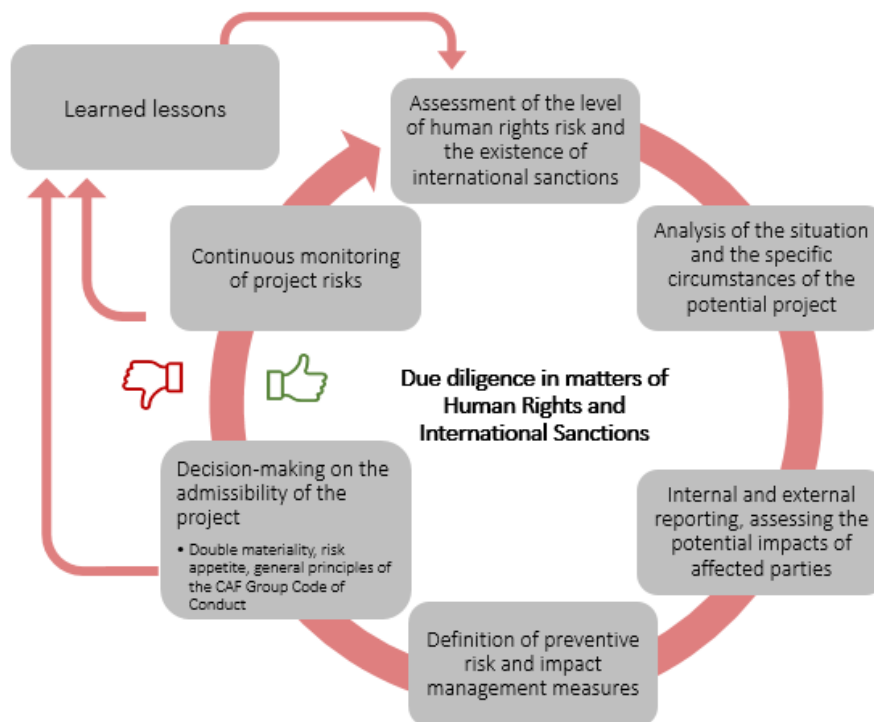 Learned lessons
Assessment of the level
of human rights risk and
the existence of
international sanctions
Analysis of the situation
and the specific
circumstances of the
potential project
Internal and external
reporting, assessing the
potential impacts of
affected parties
Definition of preventive
risk and impact
management measures
Decision-making on the
admissibility of the
project
• Double materiality, risk
appetite, general principles of
the CAF Group Code of
Conduct
Continuous monitoring
of project risks
Due diligence in matters of
Human Rights and
International Sanctions